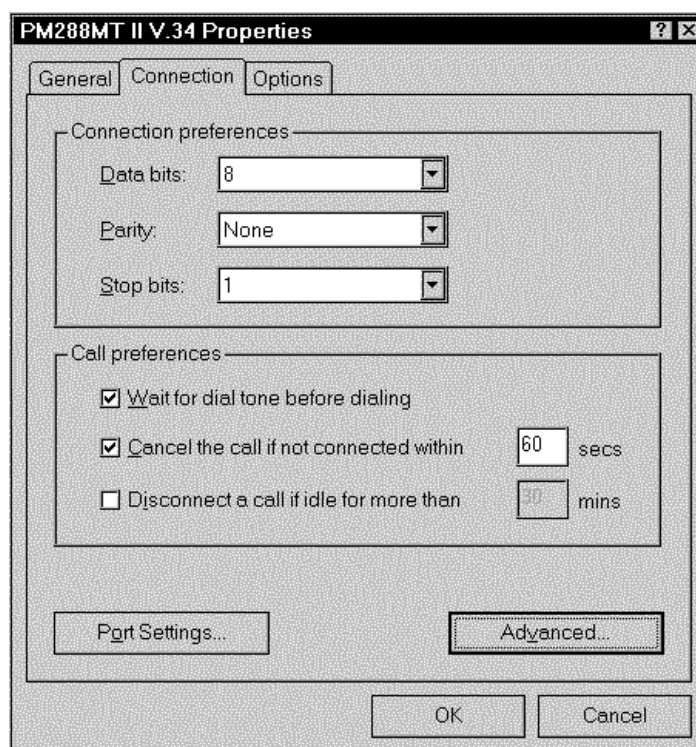 PM288MT II V.34 Properties
General Connection Options
Connection preferences
Data bits: 8
Parity: None
Stop bits: 1
Call preferences
Wait for dial tone before dialing
Cancel the call if not connected within 60 secs
Disconnect a call if idle for more than 30 mins
Port Settings... Advanced...
OK Cancel